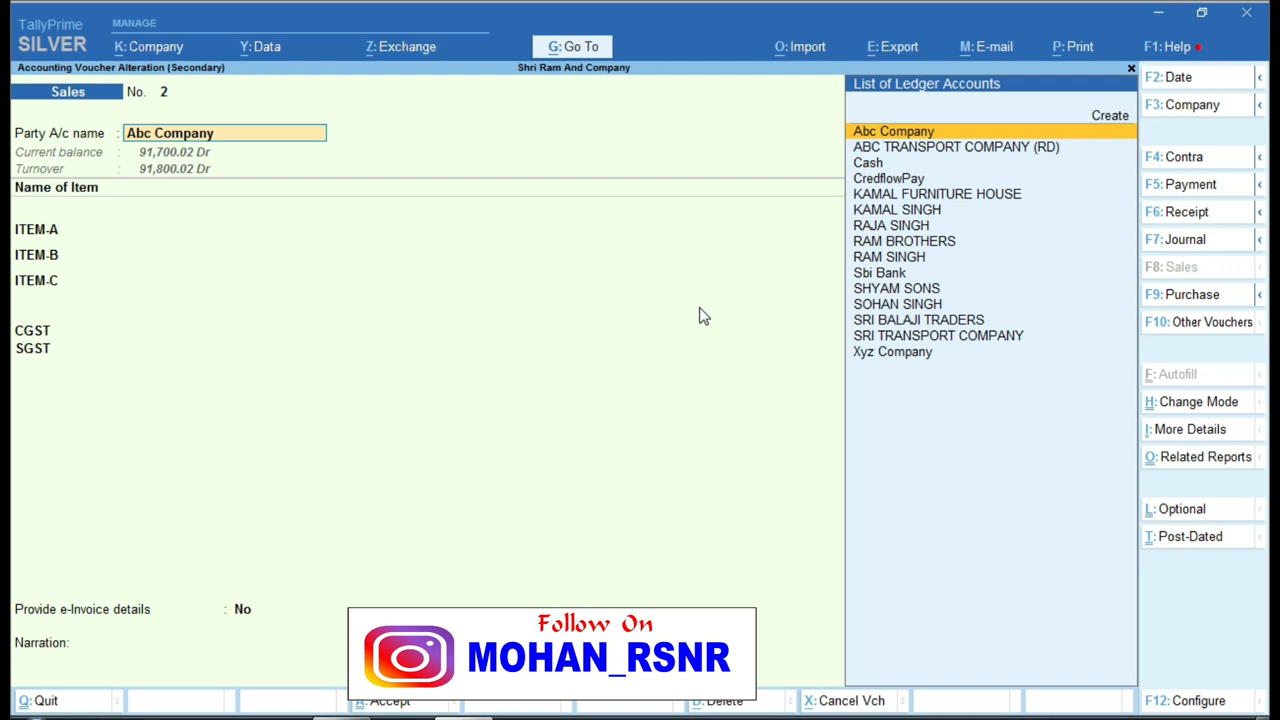 TallyPrime
SILVER
MANAGE
K: Company
Y: Data
Z: Exchange
G: Go To
O: Import
E: Export
M: E-mail
P: Print
F1: Help
Accounting Voucher Alteration (Secondary)
Shri Ram And Company
Sales No. 2
Party A/c name : Abc Company
Current balance : 91,700.02 Dr
Turnover : 91,800.02 Dr
Name of Item
ITEM-A
ITEM-B
ITEM-C
CGST
SGST
Provide e-Invoice details : No
Narration:
List of Ledger Accounts
Create
Abc Company
ABC TRANSPORT COMPANY (RD)
Cash
CredflowPay
KAMAL FURNITURE HOUSE
KAMAL SINGH
RAJA SINGH
RAM BROTHERS
RAM SINGH
Sbi Bank
SHYAM SONS
SOHAN SINGH
SRI BALAJI TRADERS
SRI TRANSPORT COMPANY
Xyz Company
F2: Date
F3: Company
F4: Contra
F5: Payment
F6: Receipt
F7: Journal
F8: Sales
F9: Purchase
F10: Other Vouchers
F: Autofill
H: Change Mode
I: More Details
O: Related Reports
L: Optional
T: Post-Dated
Follow On
MOHAN_RSNR
Q: Quit
A: Accept
D: Delete
X: Cancel Vch
F12: Configure